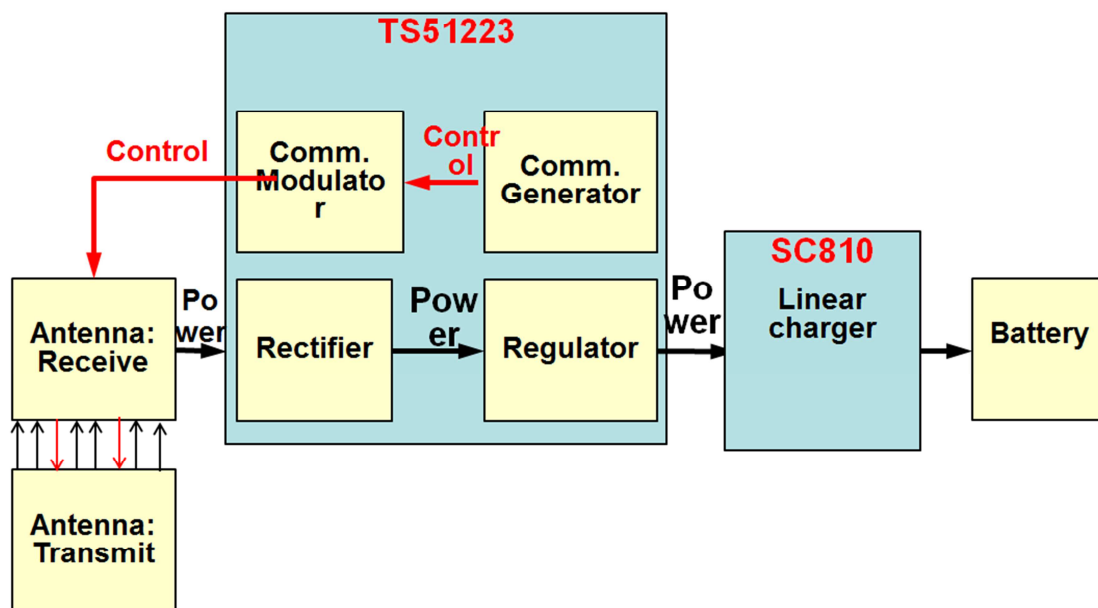 TS51223
Control
Comm.
Modulato
r
Contr
ol
Comm.
Generator
SC810
Linear
charger
Antenna:
Receive
Po
wer
Rectifier
Pow
er
Regulator
Po
wer
Battery
Antenna:
Transmit